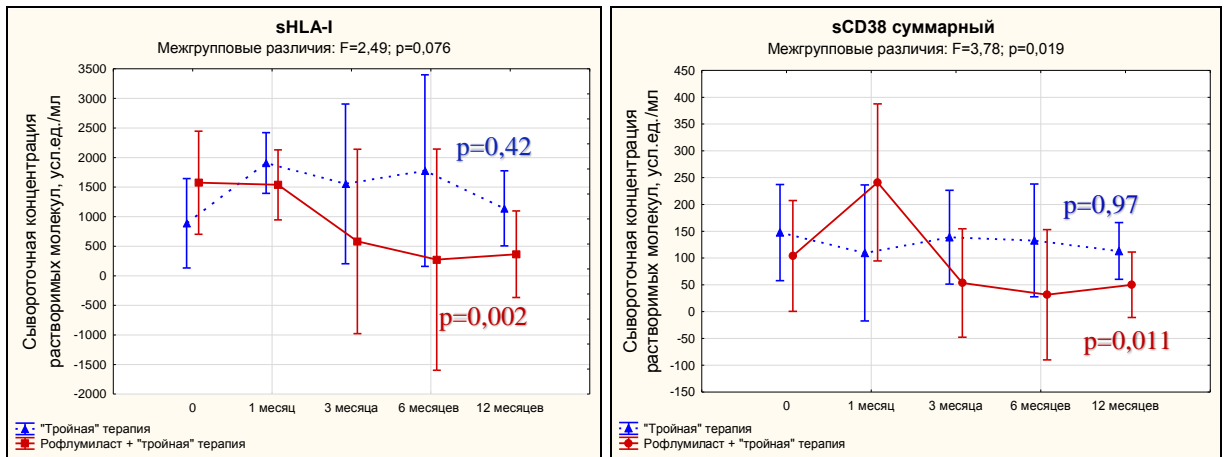 sHLA-I
Межгрупповые различия: F=2,49; p=0,076
Сывороточная концентрация
растворимых молекул, усл.ед./мл
3500
3000
2500
2000
1500
1000
500
0
-500
-1000
-1500
-2000
p=0,42
p=0,002
0
1 месяц
3 месяца
6 месяцев
12 месяцев
"Тройная" терапия
Рофлумиласт + "тройная" терапия
sCD38 суммарный
Межгрупповые различия: F=3,78; p=0,019
Сывороточная концентрация
растворимых молекул, усл.ед./мл
450
400
350
300
250
200
150
100
50
0
-50
-100
-150
p=0,97
p=0,011
0
1 месяц
3 месяца
6 месяцев
12 месяцев
"Тройная" терапия
Рофлумиласт + "тройная" терапия